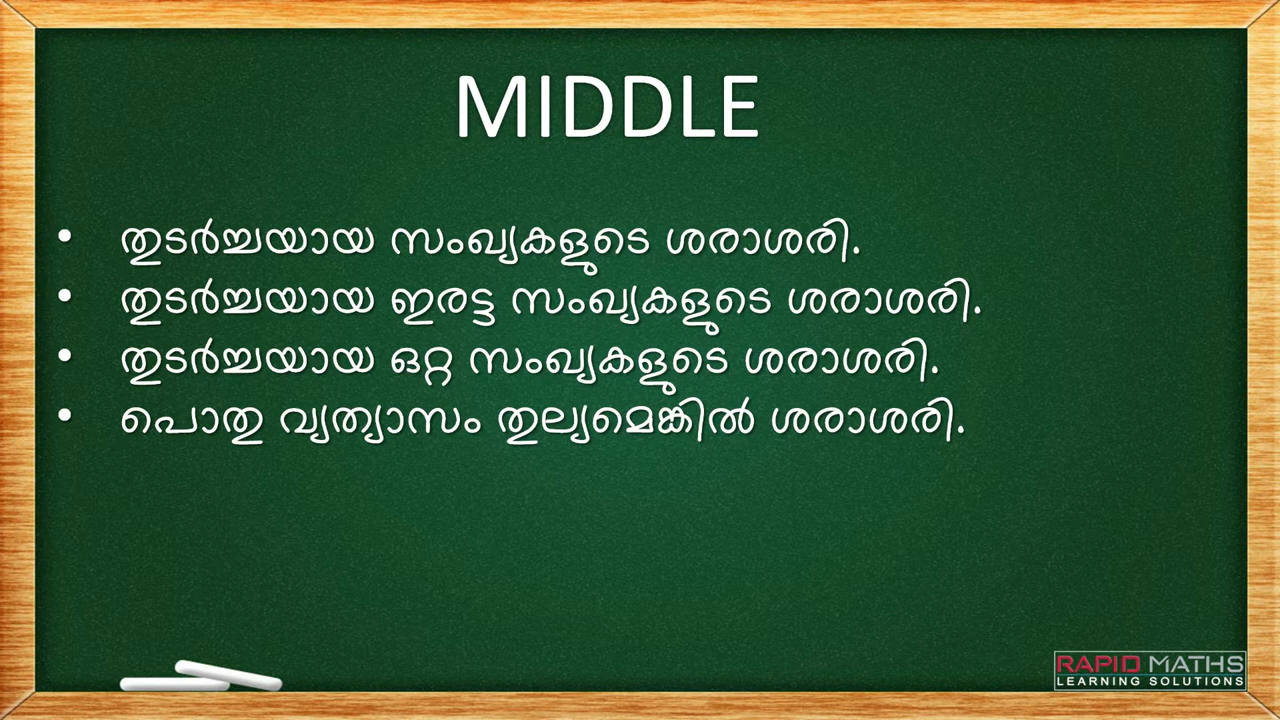 MIDDLE
• തുടർച്ചയായ സംഖ്യകളുടെ ശരാശരി.
• തുടർച്ചയായ ഇരട്ട സംഖ്യകളുടെ ശരാശരി.
• തുടർച്ചയായ ഒറ്റ സംഖ്യകളുടെ ശരാശരി.
• പൊതു വ്യത്യാസം തുല്യമെങ്കിൽ ശരാശരി.
RAPID MATHS
LEARNING SOLUTIONS